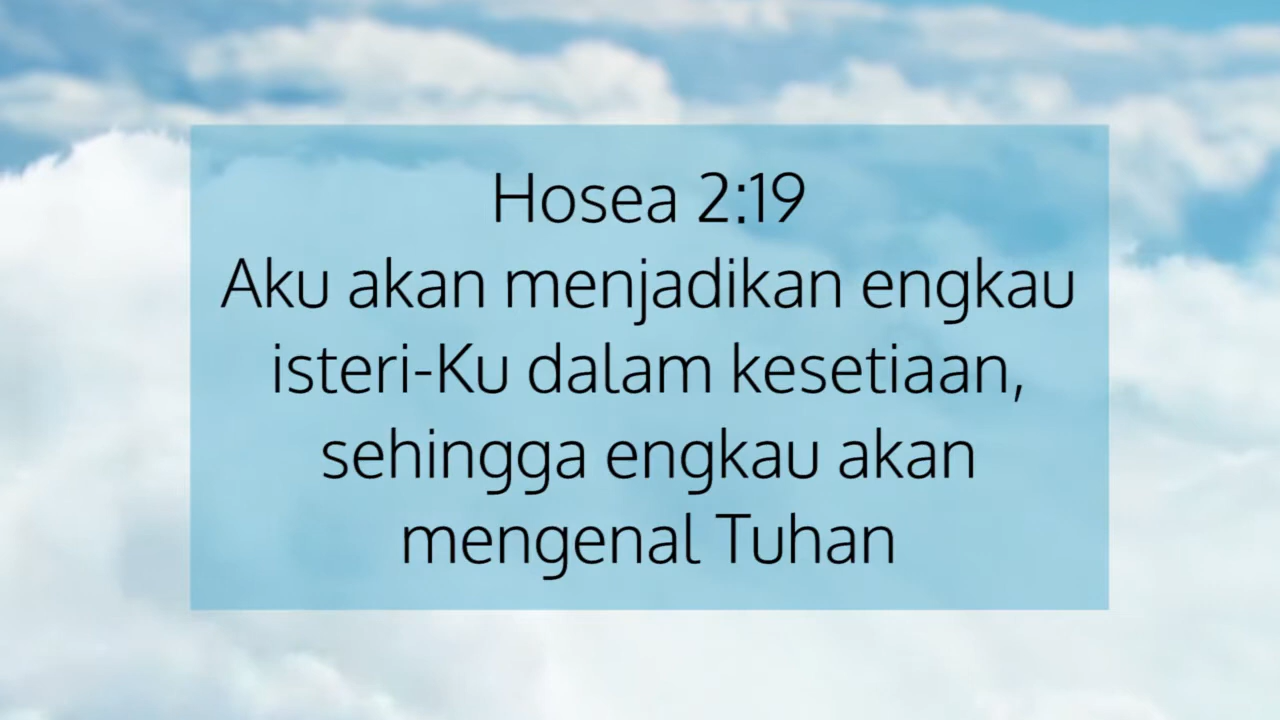 Hosea 2:19
Aku akan menjadikan engkau
isteri-Ku dalam kesetiaan,
sehingga engkau akan
mengenal Tuhan